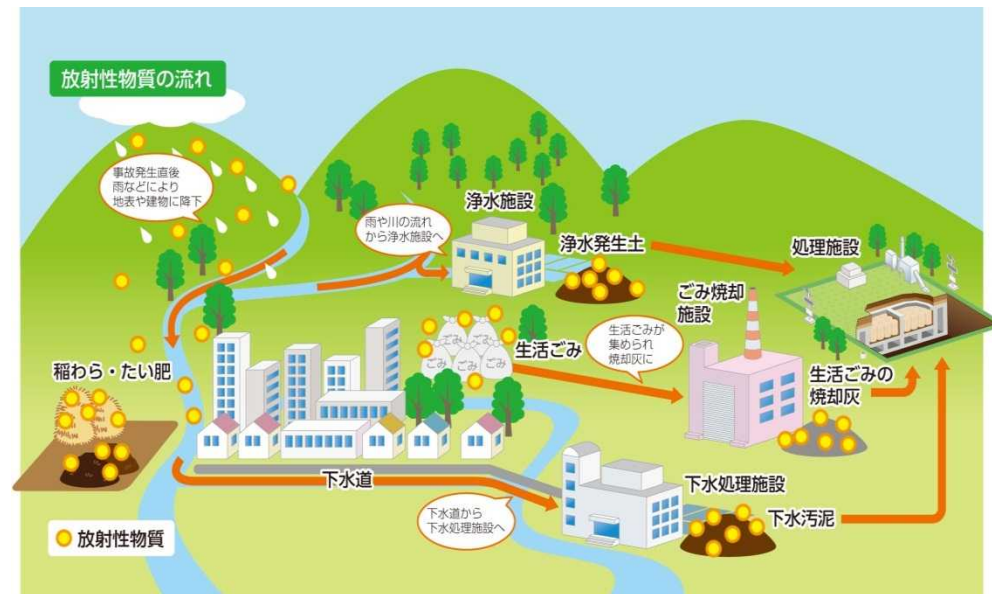 放射性物質の流れ
事故発生直後
雨などにより
地表や建物に降下
雨や川の流れ
から浄水施設へ
浄水施設
浄水発生土
処理施設
ごみ焼却
施設
生活ごみが
集められ
焼却灰に
生活ごみ
ごみ
ごみ
ごみ
ごみ
ごみ
稲わら・たい肥
生活ごみの
焼却灰
下水道
下水処理施設
下水道から
下水処理施設へ
下水汚泥
放射性物質